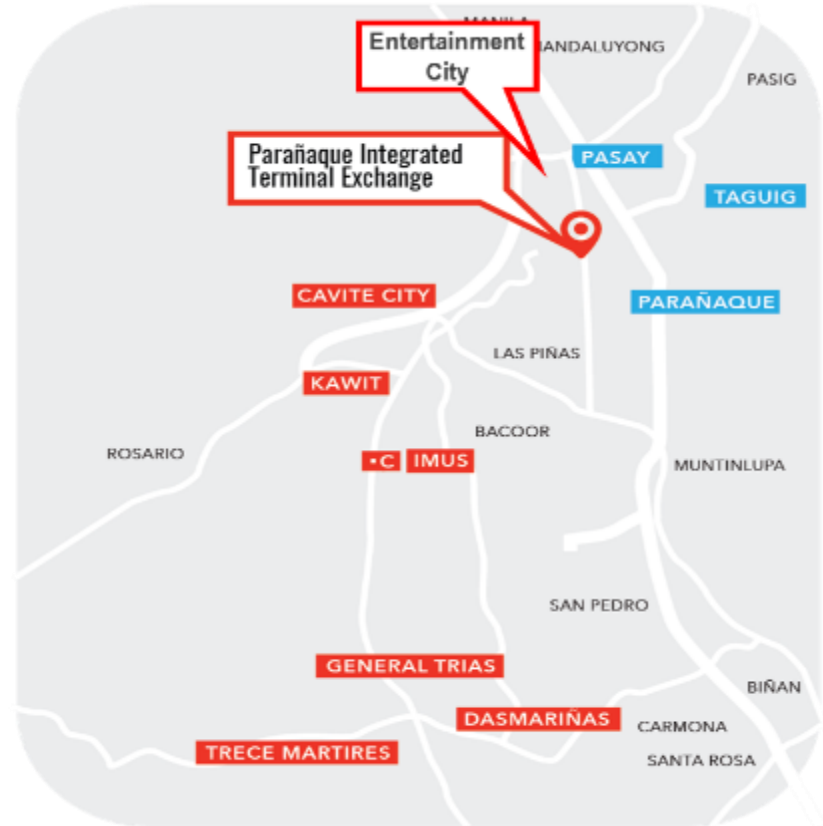 MANILA
Entertainment
City
ANDALUYONG
PASIG
Parañaque Integrated
Terminal Exchange
PASAY
TAGUIG
CAVITE CITY
PARAÑAQUE
LAS PIÑAS
KAWIT
BACOOR
ROSARIO
•C IMUS
MUNTINLUPA
SAN PEDRO
GENERAL TRIAS
BIÑAN
DASMARIÑAS
CARMONA
TRECE MARTIRES
SANTA ROSA